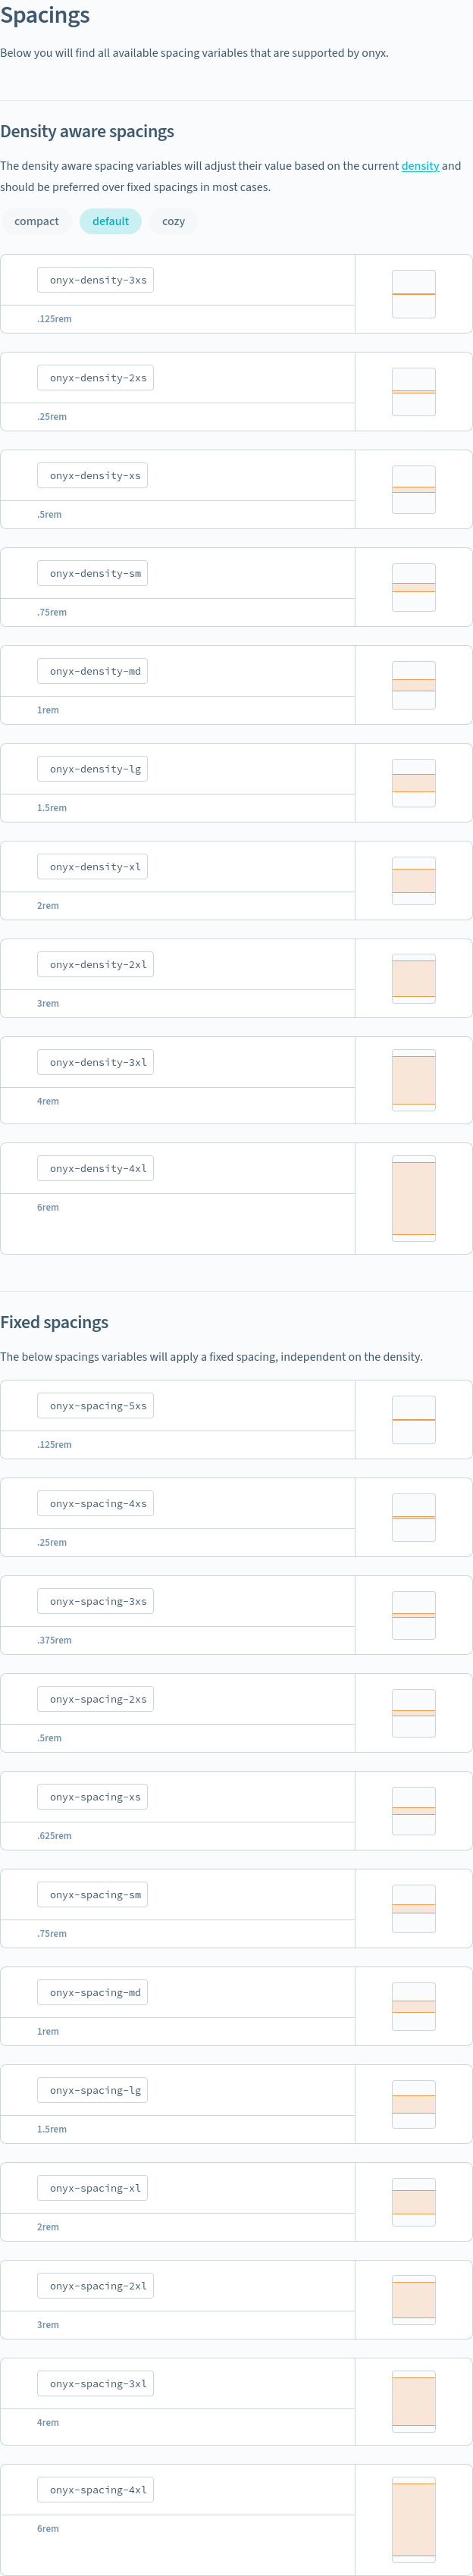 Spacings
Below you will find all available spacing variables that are supported by onyx.
Density aware spacings
The density aware spacing variables will adjust their value based on the current density and
should be preferred over fixed spacings in most cases.
compact default cozy
onyx-density-3xs
.125rem
onyx-density-2xs
.25rem
onyx-density-xs
.5rem
onyx-density-sm
.75rem
onyx-density-md
1rem
onyx-density-lg
1.5rem
onyx-density-xl
2rem
onyx-density-2xl
3rem
onyx-density-3xl
4rem
onyx-density-4xl
6rem
Fixed spacings
The below spacings variables will apply a fixed spacing, independent on the density.
onyx-spacing-5xs
.125rem
onyx-spacing-4xs
.25rem
onyx-spacing-3xs
.375rem
onyx-spacing-2xs
.5rem
onyx-spacing-xs
.625rem
onyx-spacing-sm
.75rem
onyx-spacing-md
1rem
onyx-spacing-lg
1.5rem
onyx-spacing-xl
2rem
onyx-spacing-2xl
3rem
onyx-spacing-3xl
4rem
onyx-spacing-4xl
6rem